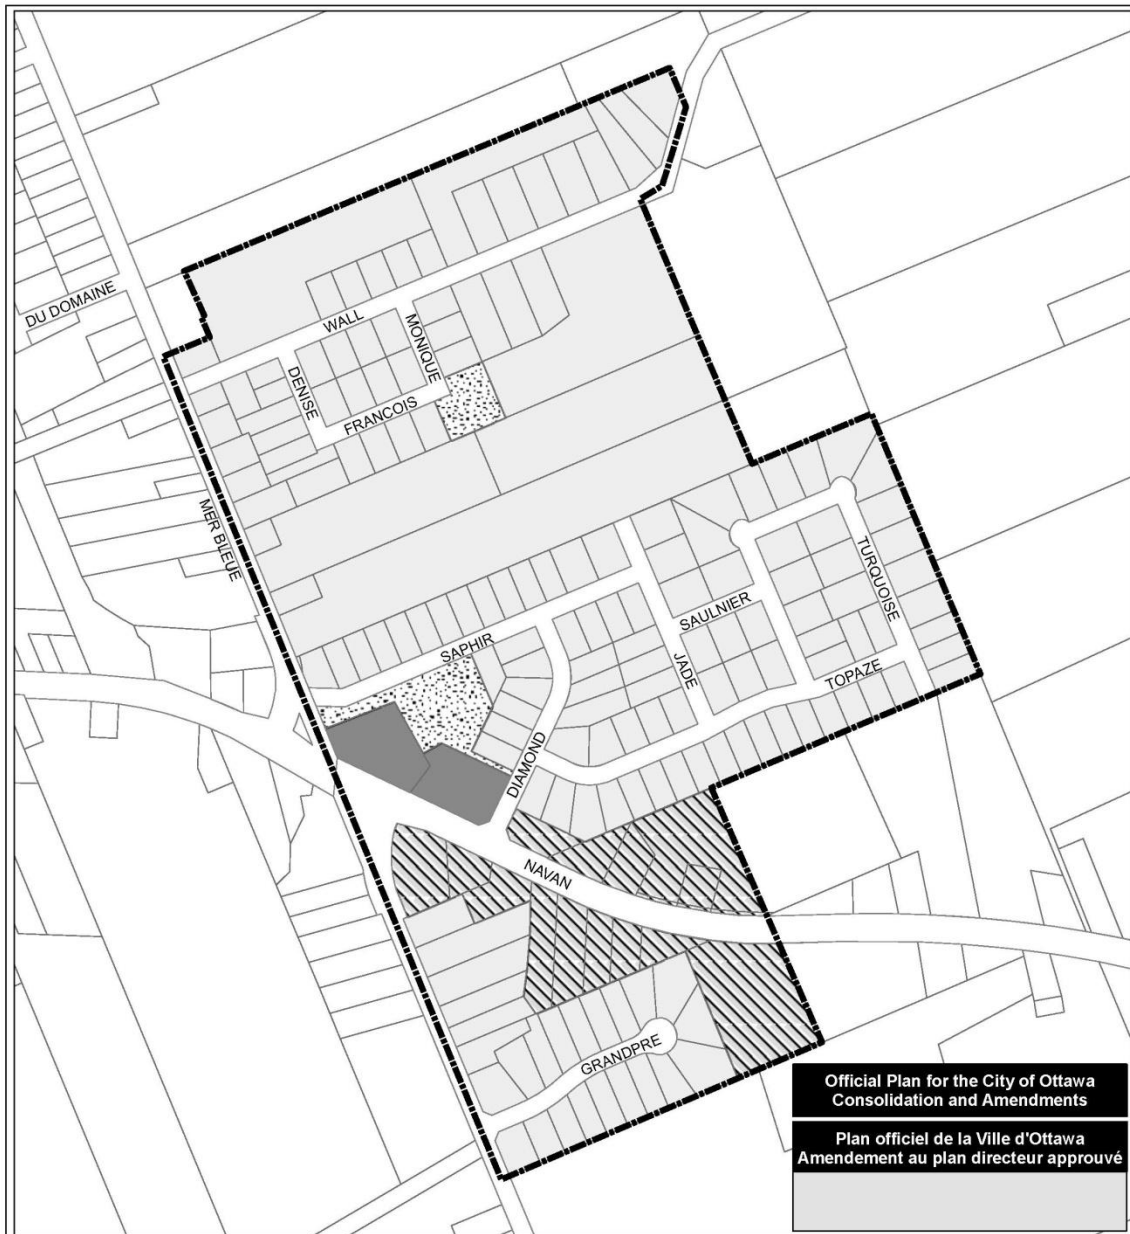 DU DOMAINE
WALL
MONIQUE
DENISE
FRANCOIS
MER BLEUE
TURQUOISE
SAULNIER
SAPHIR
JADE
TOPAZE
DIAMOND
NAVAN
GRANDPRE
Official Plan for the City of Ottawa
Consolidation and Amendments
Plan officiel de la Ville d'Ottawa
Amendement au plan directeur approuvé